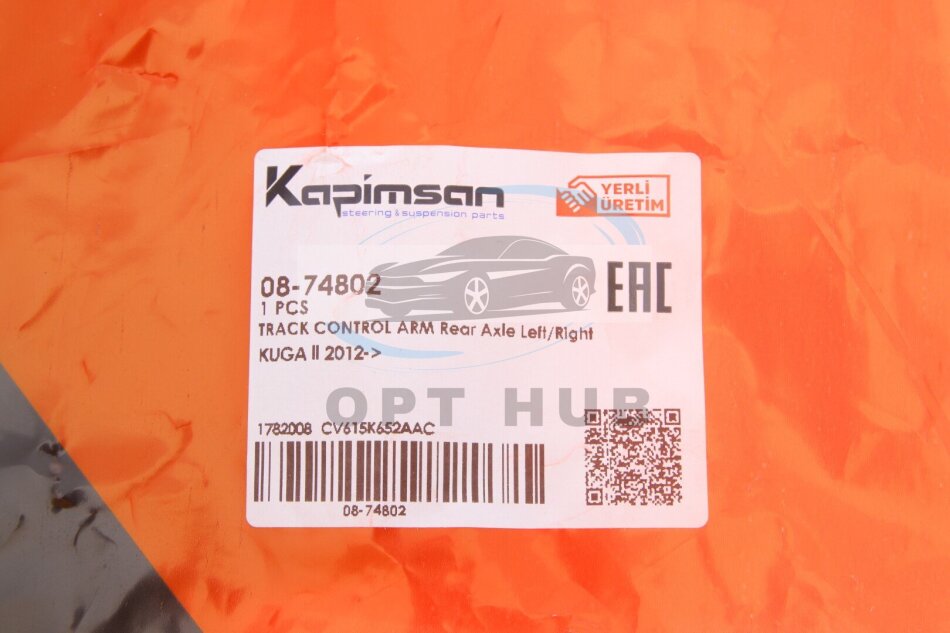 Kapimsan
steering & suspension parts
YERLİ
ÜRETİM
08-74802
1 PCS
EAC
TRACK CONTROL ARM Rear Axle Left/Right
KUGA II 2012->
OPT HUB
1782008 CV615K652AAC
08-74802